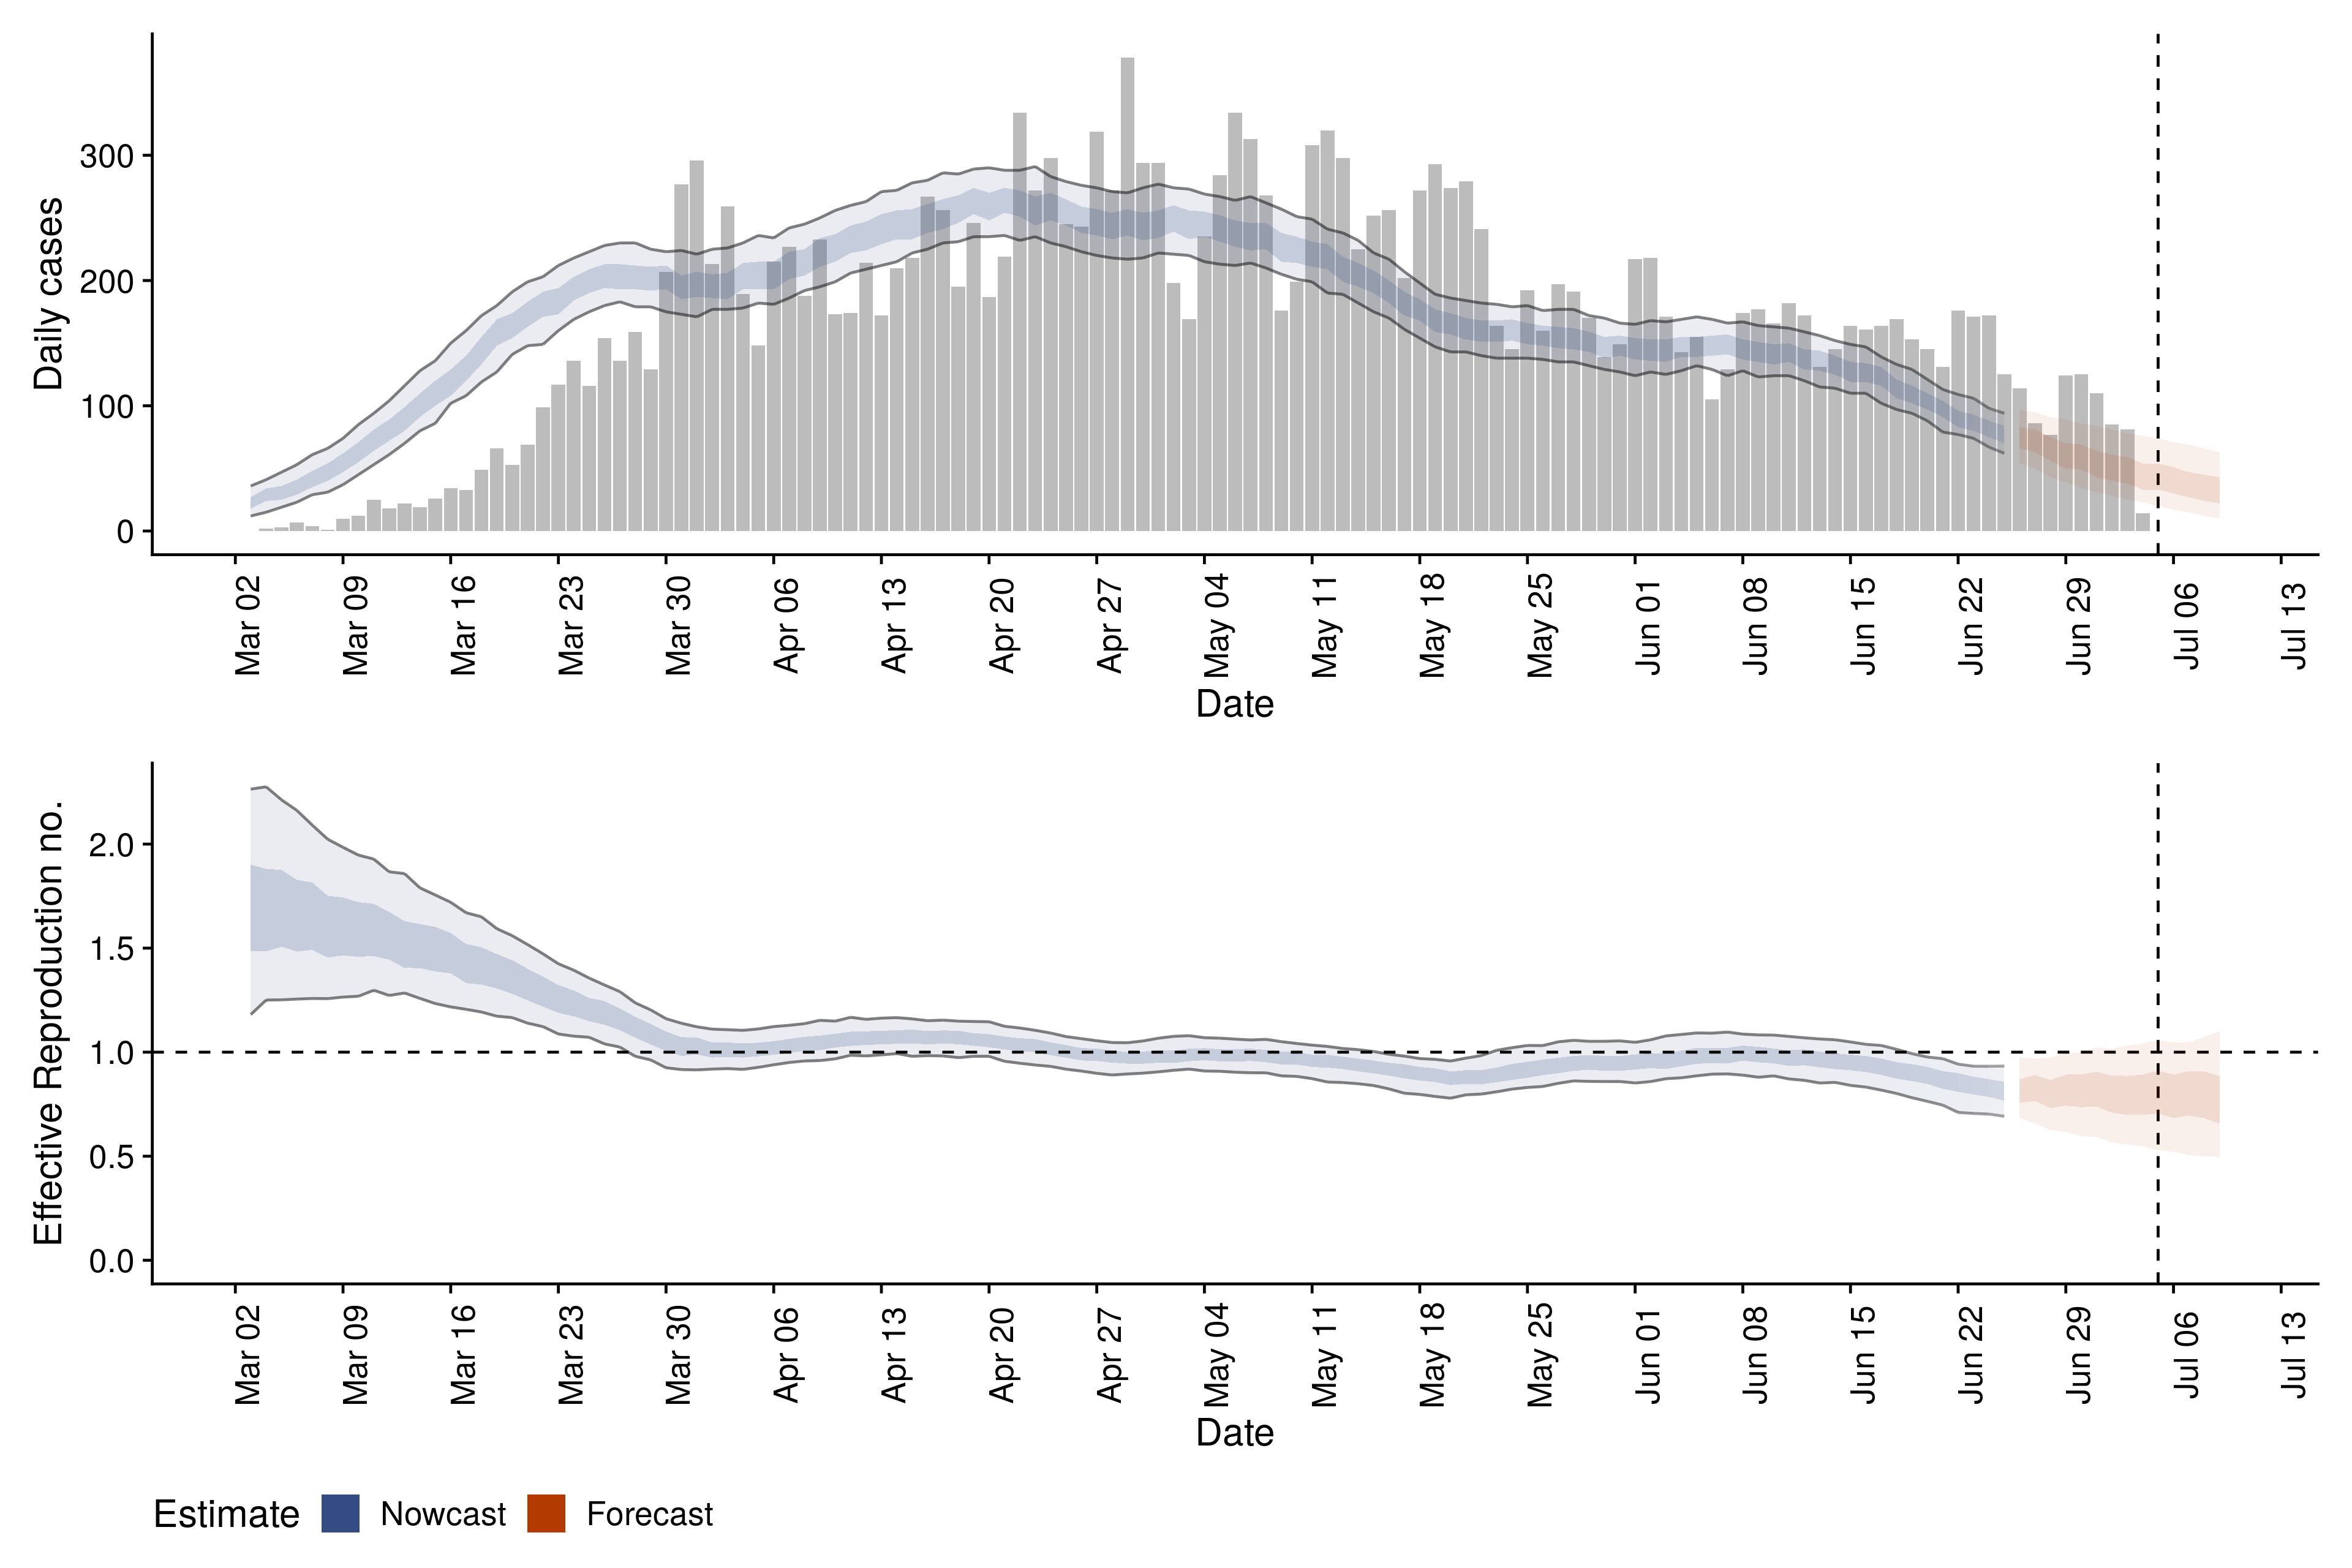 Daily cases
300
200
100
0
Mar 02
Mar 09
Mar 16
Mar 23
Mar 30
Apr 06
Apr 13
Apr 20
Apr 27
May 04
May 11
May 18
May 25
Jun 01
Jun 08
Jun 15
Jun 22
Jun 29
Jul 06
Jul 13
Date
Effective Reproduction no.
2.0
1.5
1.0
0.5
0.0
Mar 02
Mar 09
Mar 16
Mar 23
Mar 30
Apr 06
Apr 13
Apr 20
Apr 27
May 04
May 11
May 18
May 25
Jun 01
Jun 08
Jun 15
Jun 22
Jun 29
Jul 06
Jul 13
Date
Estimate Nowcast Forecast